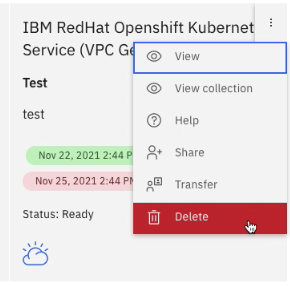 IBM RedHat Openshift Kubernet
Service (VPC Ge
Test
test
Nov 22, 2021 2:44 P
Nov 25, 2021 2:44 P
Status: Ready
View
View collection
Help
Share
Transfer
Delete